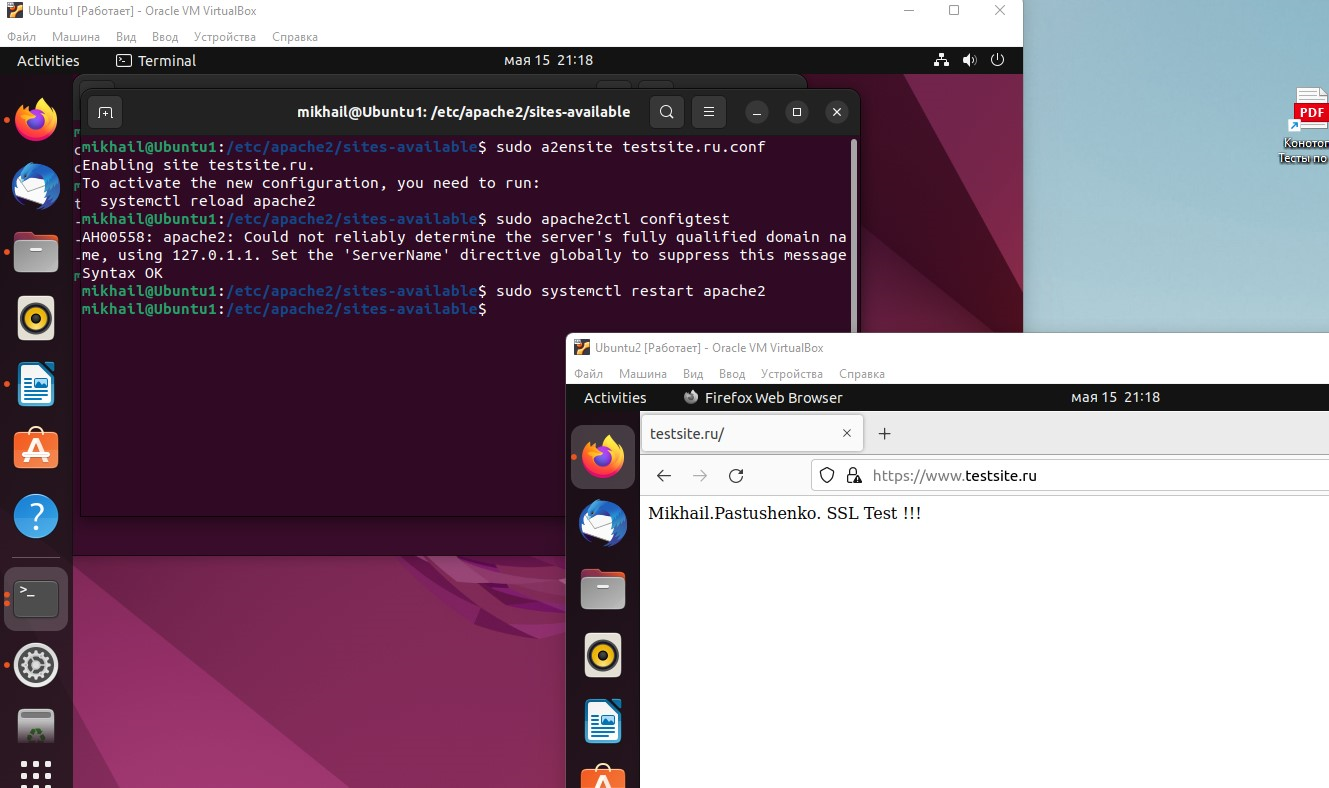 Ubuntu1 [Работает] - Oracle VM VirtualBox
Файл Машина Вид Ввод Устройства Справка
Activities Terminal мая 15 21:18
mikhail@Ubuntu1: /etc/apache2/sites-available
mikhail@Ubuntu1:/etc/apache2/sites-available$ sudo a2ensite testsite.ru.conf
Enabling site testsite.ru.
To activate the new configuration, you need to run:
systemctl reload apache2
mikhail@Ubuntu1:/etc/apache2/sites-available$ sudo apache2ctl configtest
AH00558: apache2: Could not reliably determine the server's fully qualified domain na
me, using 127.0.1.1. Set the 'ServerName' directive globally to suppress this message
Syntax OK
mikhail@Ubuntu1:/etc/apache2/sites-available$ sudo systemctl restart apache2
mikhail@Ubuntu1:/etc/apache2/sites-available$
PDF
Конотоп
Тесты по
Ubuntu2 [Работает] - Oracle VM VirtualBox
Файл Машина Вид Ввод Устройства Справка
Activities Firefox Web Browser мая 15 21:18
testsite.ru/
https://www.testsite.ru
Mikhail.Pastushenko. SSL Test !!!